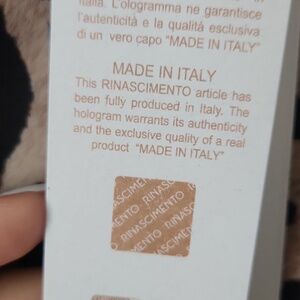 Italia. L'ologramma ne garantisce
l'autenticità e la qualità esclusiva
di un vero capo "MADE IN ITALY"
MADE IN ITALY
This RINASCIMENTO article has
been fully produced in Italy. The
hologram warrants its authenticity
and the exclusive quality of a real
product "MADE IN ITALY"
RINASCIMENTO